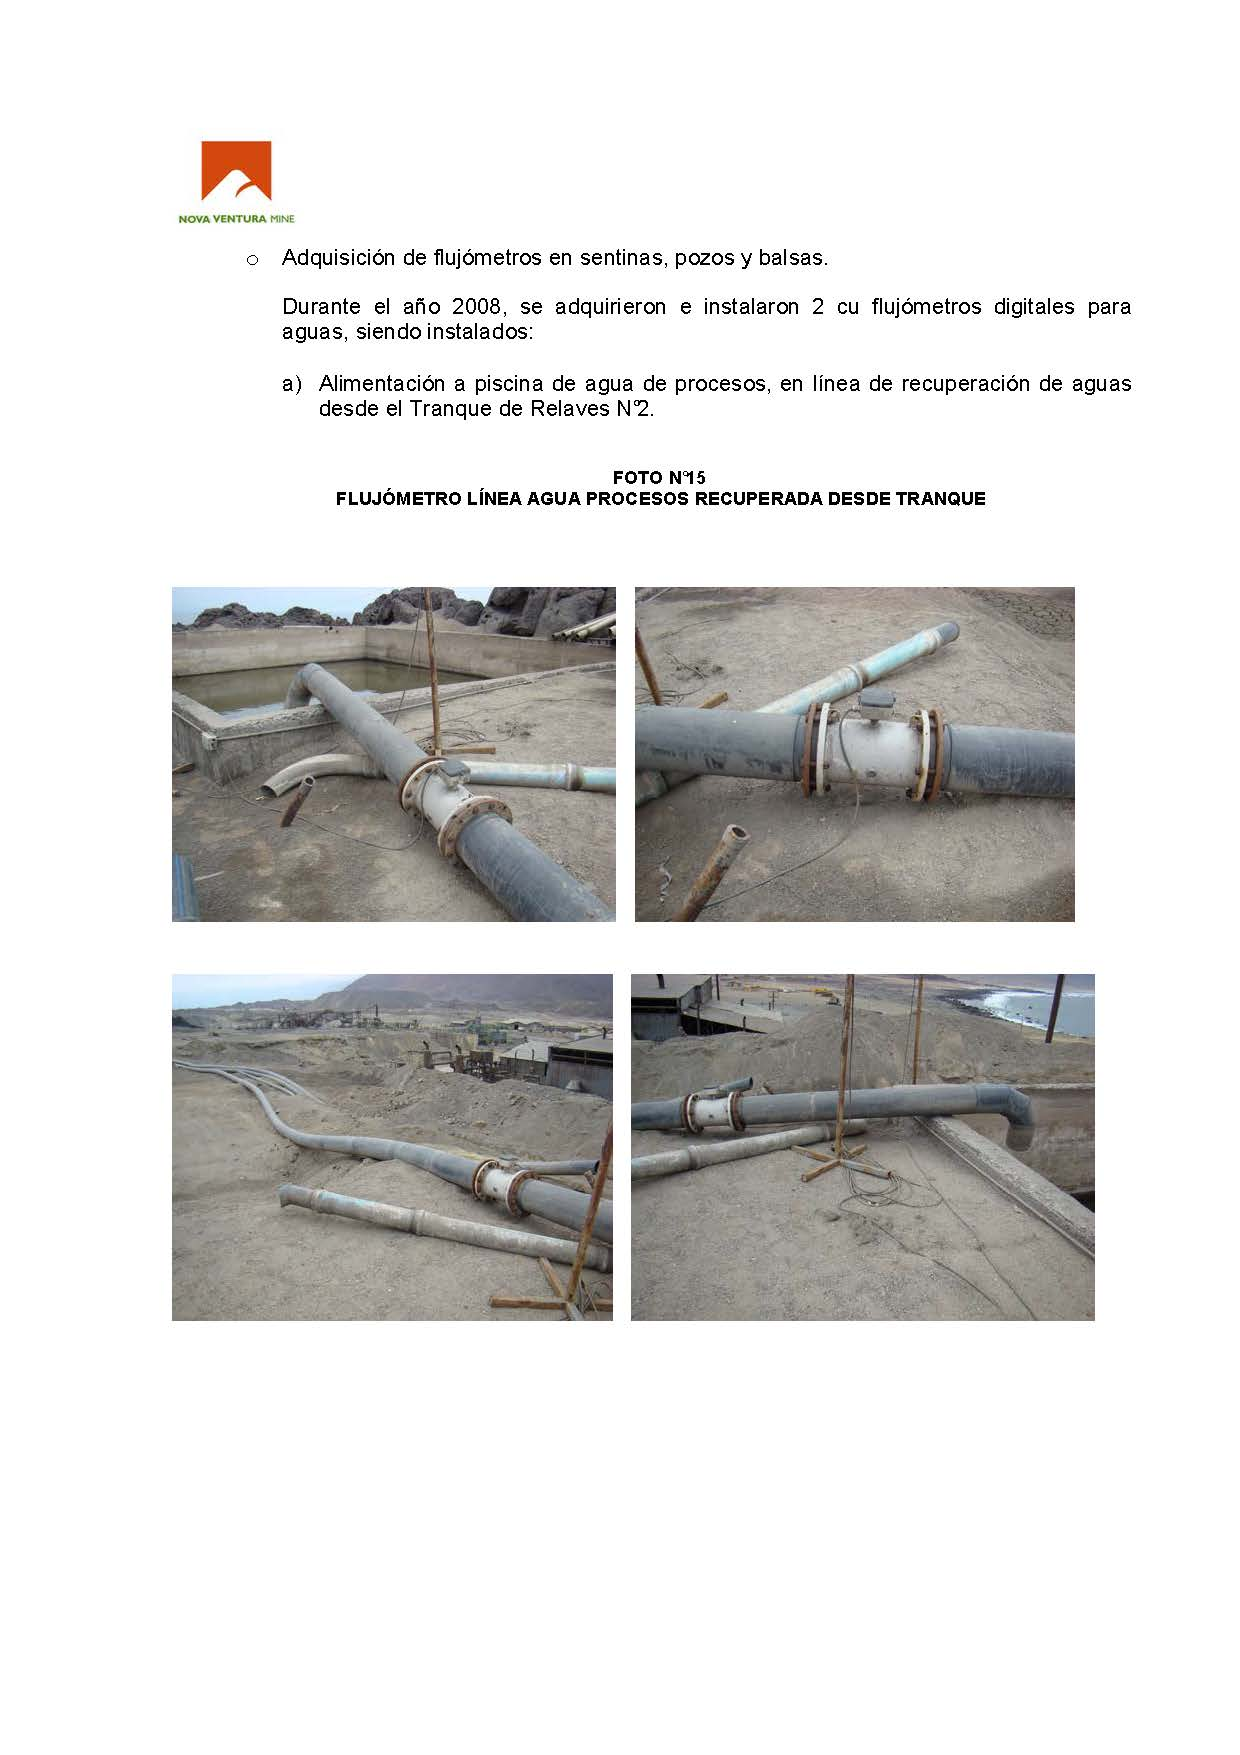 NOVA VENTURA MINE
o Adquisición de flujómetros en sentinas, pozos y balsas.
Durante el año 2008, se adquirieron e instalaron 2 cu flujómetros digitales para
aguas, siendo instalados:
a) Alimentación a piscina de agua de procesos, en línea de recuperación de aguas
desde el Tranque de Relaves N°2.
FOTO N°15
FLUJÓMETRO LÍNEA AGUA PROCESOS RECUPERADA DESDE TRANQUE